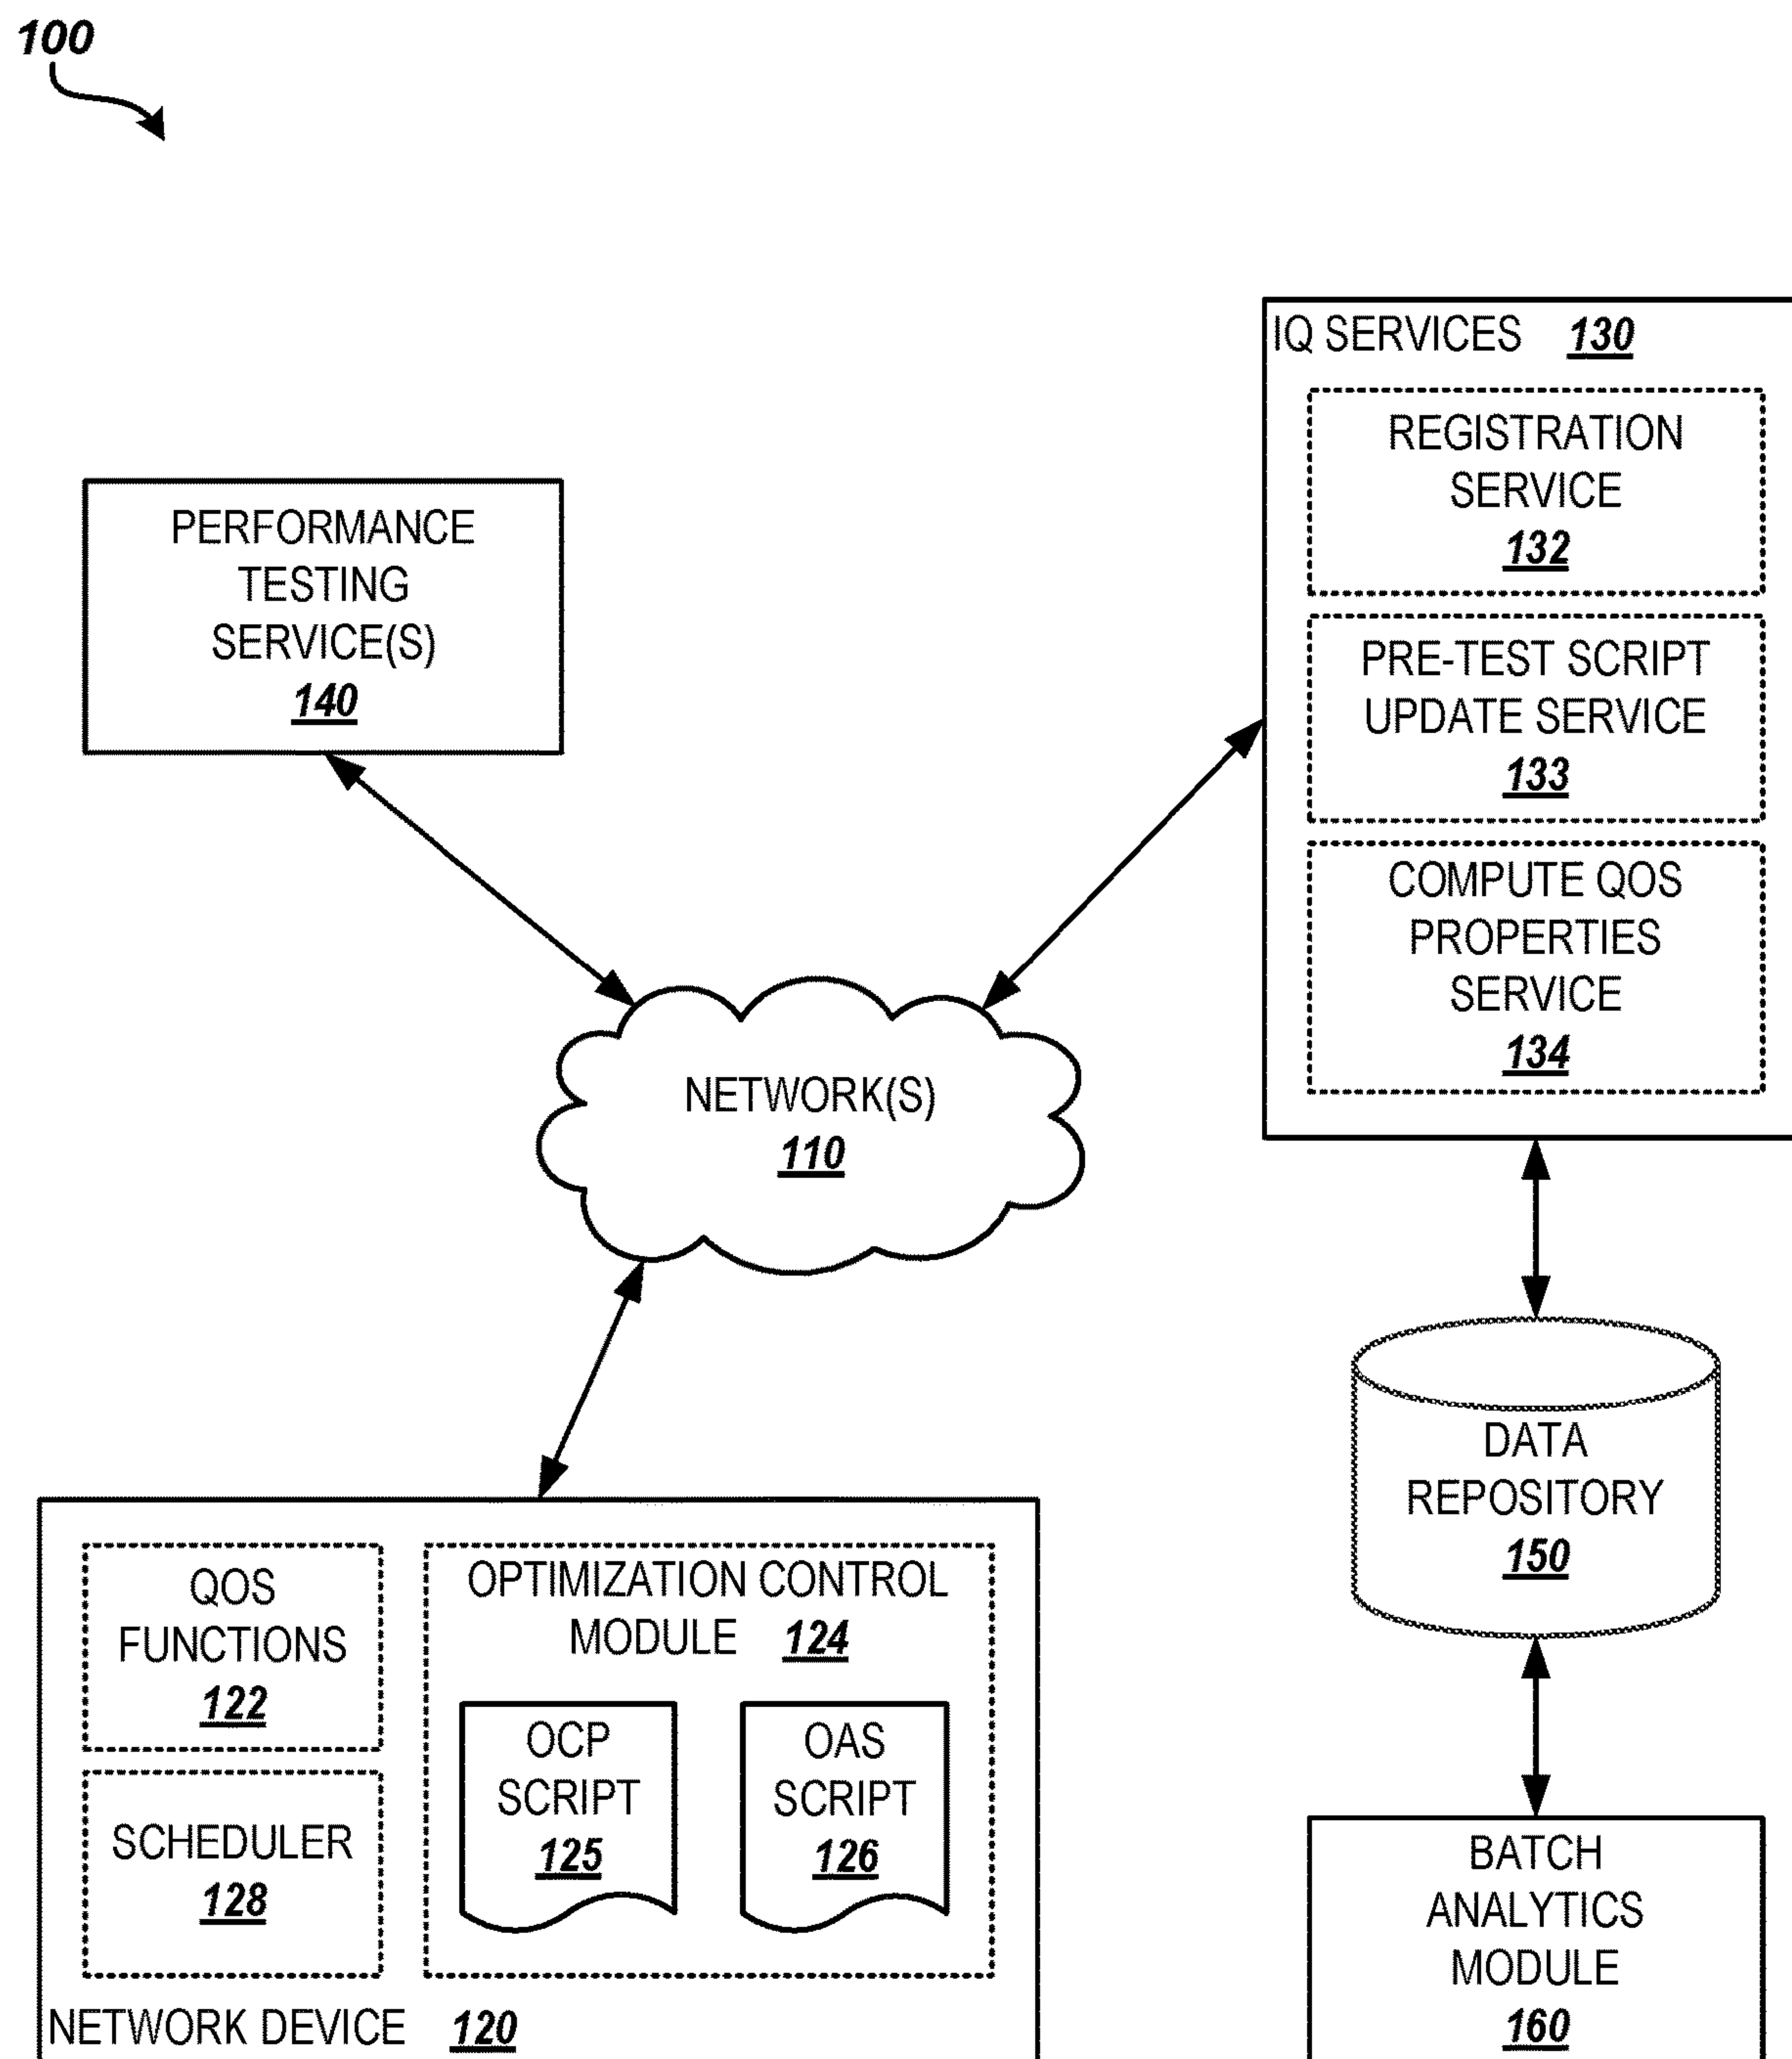 100
IQ SERVICES 130
REGISTRATION
SERVICE
132
PRE-TEST SCRIPT
UPDATE SERVICE
133
COMPUTE QOS
PROPERTIES
SERVICE
134
PERFORMANCE
TESTING
SERVICE(S)
140
NETWORK(S)
110
DATA
REPOSITORY
150
QOS
FUNCTIONS
122
SCHEDULER
128
OPTIMIZATION CONTROL
MODULE 124
OCP
SCRIPT
125
OAS
SCRIPT
126
NETWORK DEVICE 120
BATCH
ANALYTICS
MODULE
160